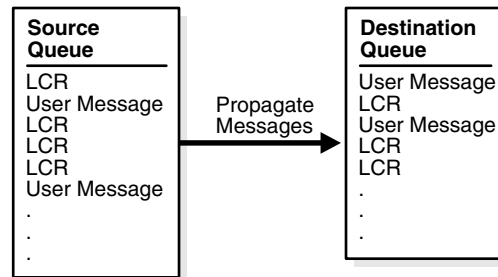 Source
Queue
LCR
User Message
LCR
LCR
LCR
User Message
.
.
.
Propagate
Messages
Destination
Queue
User Message
LCR
User Message
LCR
LCR
.
.
.